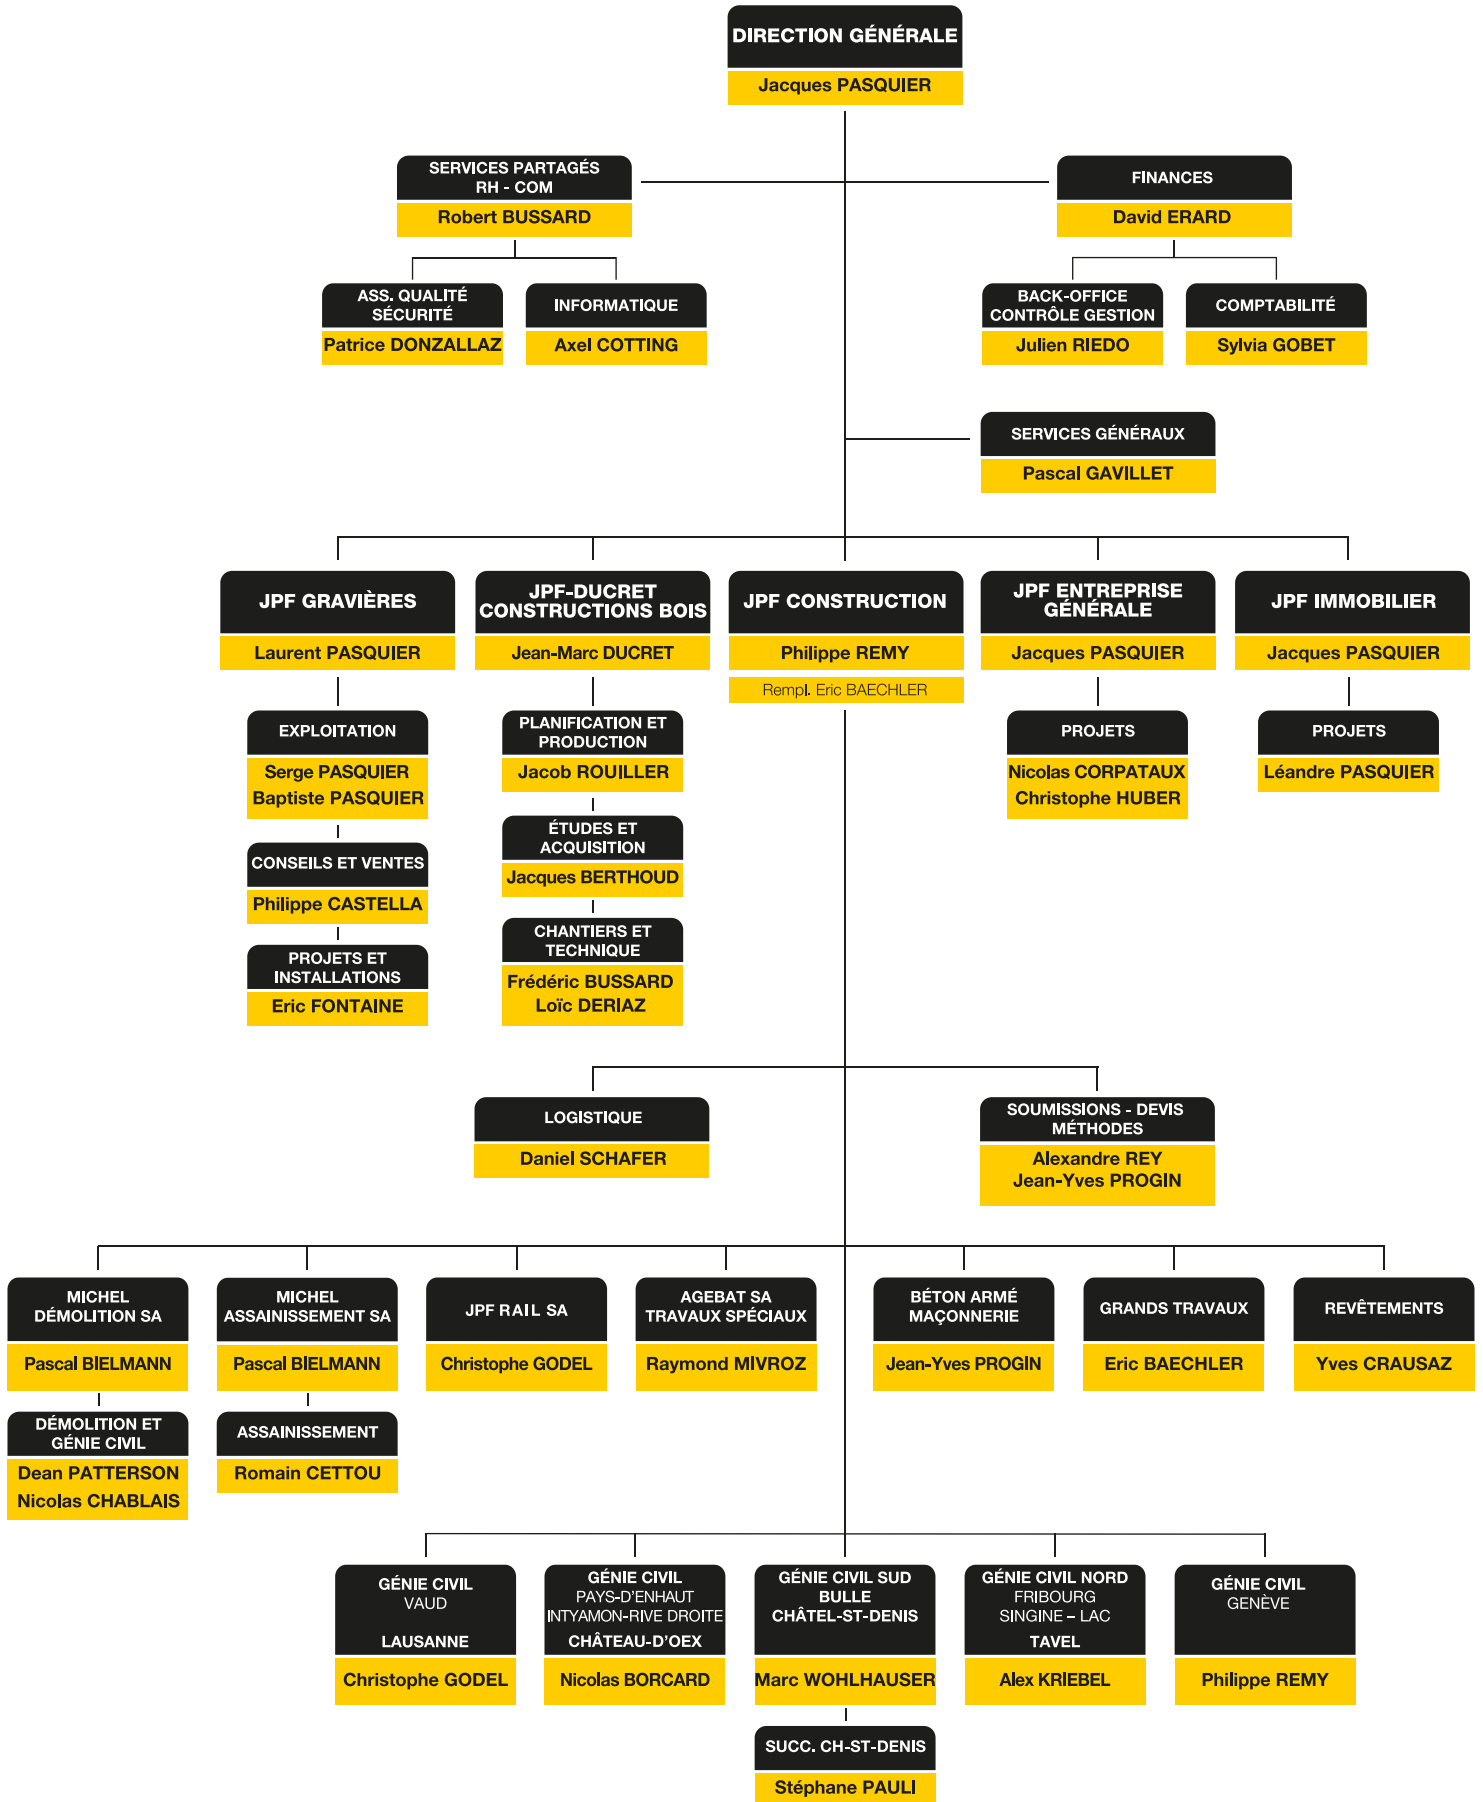 DIRECTION GÉNÉRALE
Jacques PASQUIER
SERVICES PARTAGÉS
RH - COM
Robert BUSSARD
FINANCES
David ERARD
ASS. QUALITÉ
SÉCURITÉ
Patrice DONZALLAZ
INFORMATIQUE
Axel COTTING
BACK-OFFICE
CONTRÔLE GESTION
Julien RIEDO
COMPTABILITÉ
Sylvia GOBET
SERVICES GÉNÉRAUX
Pascal GAVILLET
JPF GRAVIÈRES
Laurent PASQUIER
JPF-DUCRET
CONSTRUCTIONS BOIS
Jean-Marc DUCRET
JPF CONSTRUCTION
Philippe REMY
Rempl. Eric BAECHLER
JPF ENTREPRISE
GÉNÉRALE
Jacques PASQUIER
JPF IMMOBILIER
Jacques PASQUIER
EXPLOITATION
Serge PASQUIER
Baptiste PASQUIER
CONSEILS ET VENTES
Philippe CASTELLA
PROJETS ET
INSTALLATIONS
Eric FONTAINE
PLANIFICATION ET
PRODUCTION
Jacob ROUILLER
ÉTUDES ET
ACQUISITION
Jacques BERTHOUD
CHANTIERS ET
TECHNIQUE
Frédéric BUSSARD
Loïc DERIAZ
PROJETS
Nicolas CORPATAUX
Christophe HUBER
PROJETS
Léandre PASQUIER
LOGISTIQUE
Daniel SCHAFER
SOUMISSIONS - DEVIS
MÉTHODES
Alexandre REY
Jean-Yves PROGIN
MICHEL
DÉMOLITION SA
Pascal BIELMANN
MICHEL
ASSAINISSEMENT SA
Pascal BIELMANN
JPF RAIL SA
Christophe GODEL
AGEBAT SA
TRAVAUX SPÉCIAUX
Raymond MIVROZ
BÉTON ARMÉ
MAÇONNERIE
Jean-Yves PROGIN
GRANDS TRAVAUX
Eric BAECHLER
REVÊTEMENTS
Yves CRAUSAZ
DÉMOLITION ET
GÉNIE CIVIL
Dean PATTERSON
Nicolas CHABLAIS
ASSAINISSEMENT
Romain CETTOU
GÉNIE CIVIL
VAUD
LAUSANNE
Christophe GODEL
GÉNIE CIVIL
PAYS-D'ENHAUT
INTYAMON-RIVE DROITE
CHÂTEAU-D'OEX
Nicolas BORCARD
GÉNIE CIVIL SUD
BULLE
CHÂTEL-ST-DENIS
Marc WOHLHAUSER
GÉNIE CIVIL NORD
FRIBOURG
SINGINE – LAC
TAVEL
Alex KRIEBEL
GÉNIE CIVIL
GENÈVE
Philippe REMY
SUCC. CH-ST-DENIS
Stéphane PAULI